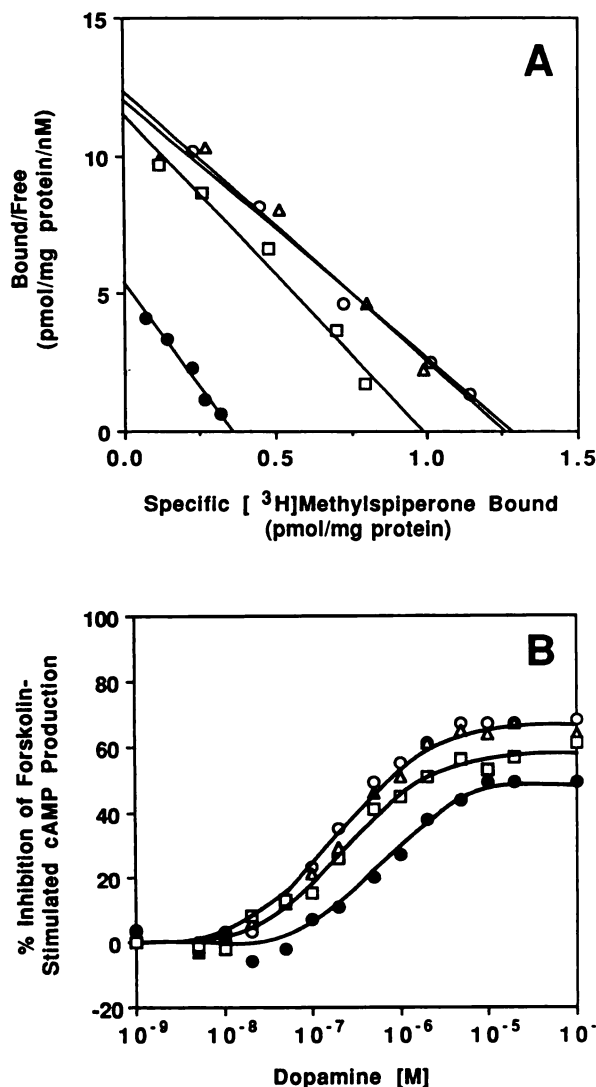 A
15
10
5
0
0.0 0.5 1.0 1.5
Bound/Free
(pmol/mg protein/nM)
Specific [ ³H]Methylspiperone Bound
(pmol/mg protein)
B
100
80
60
40
20
0
-20
10⁻⁹ 10⁻⁸ 10⁻⁷ 10⁻⁶ 10⁻⁵ 10⁻
% Inhibition of Forskolin-
Stimulated cAMP Production
Dopamine [M]